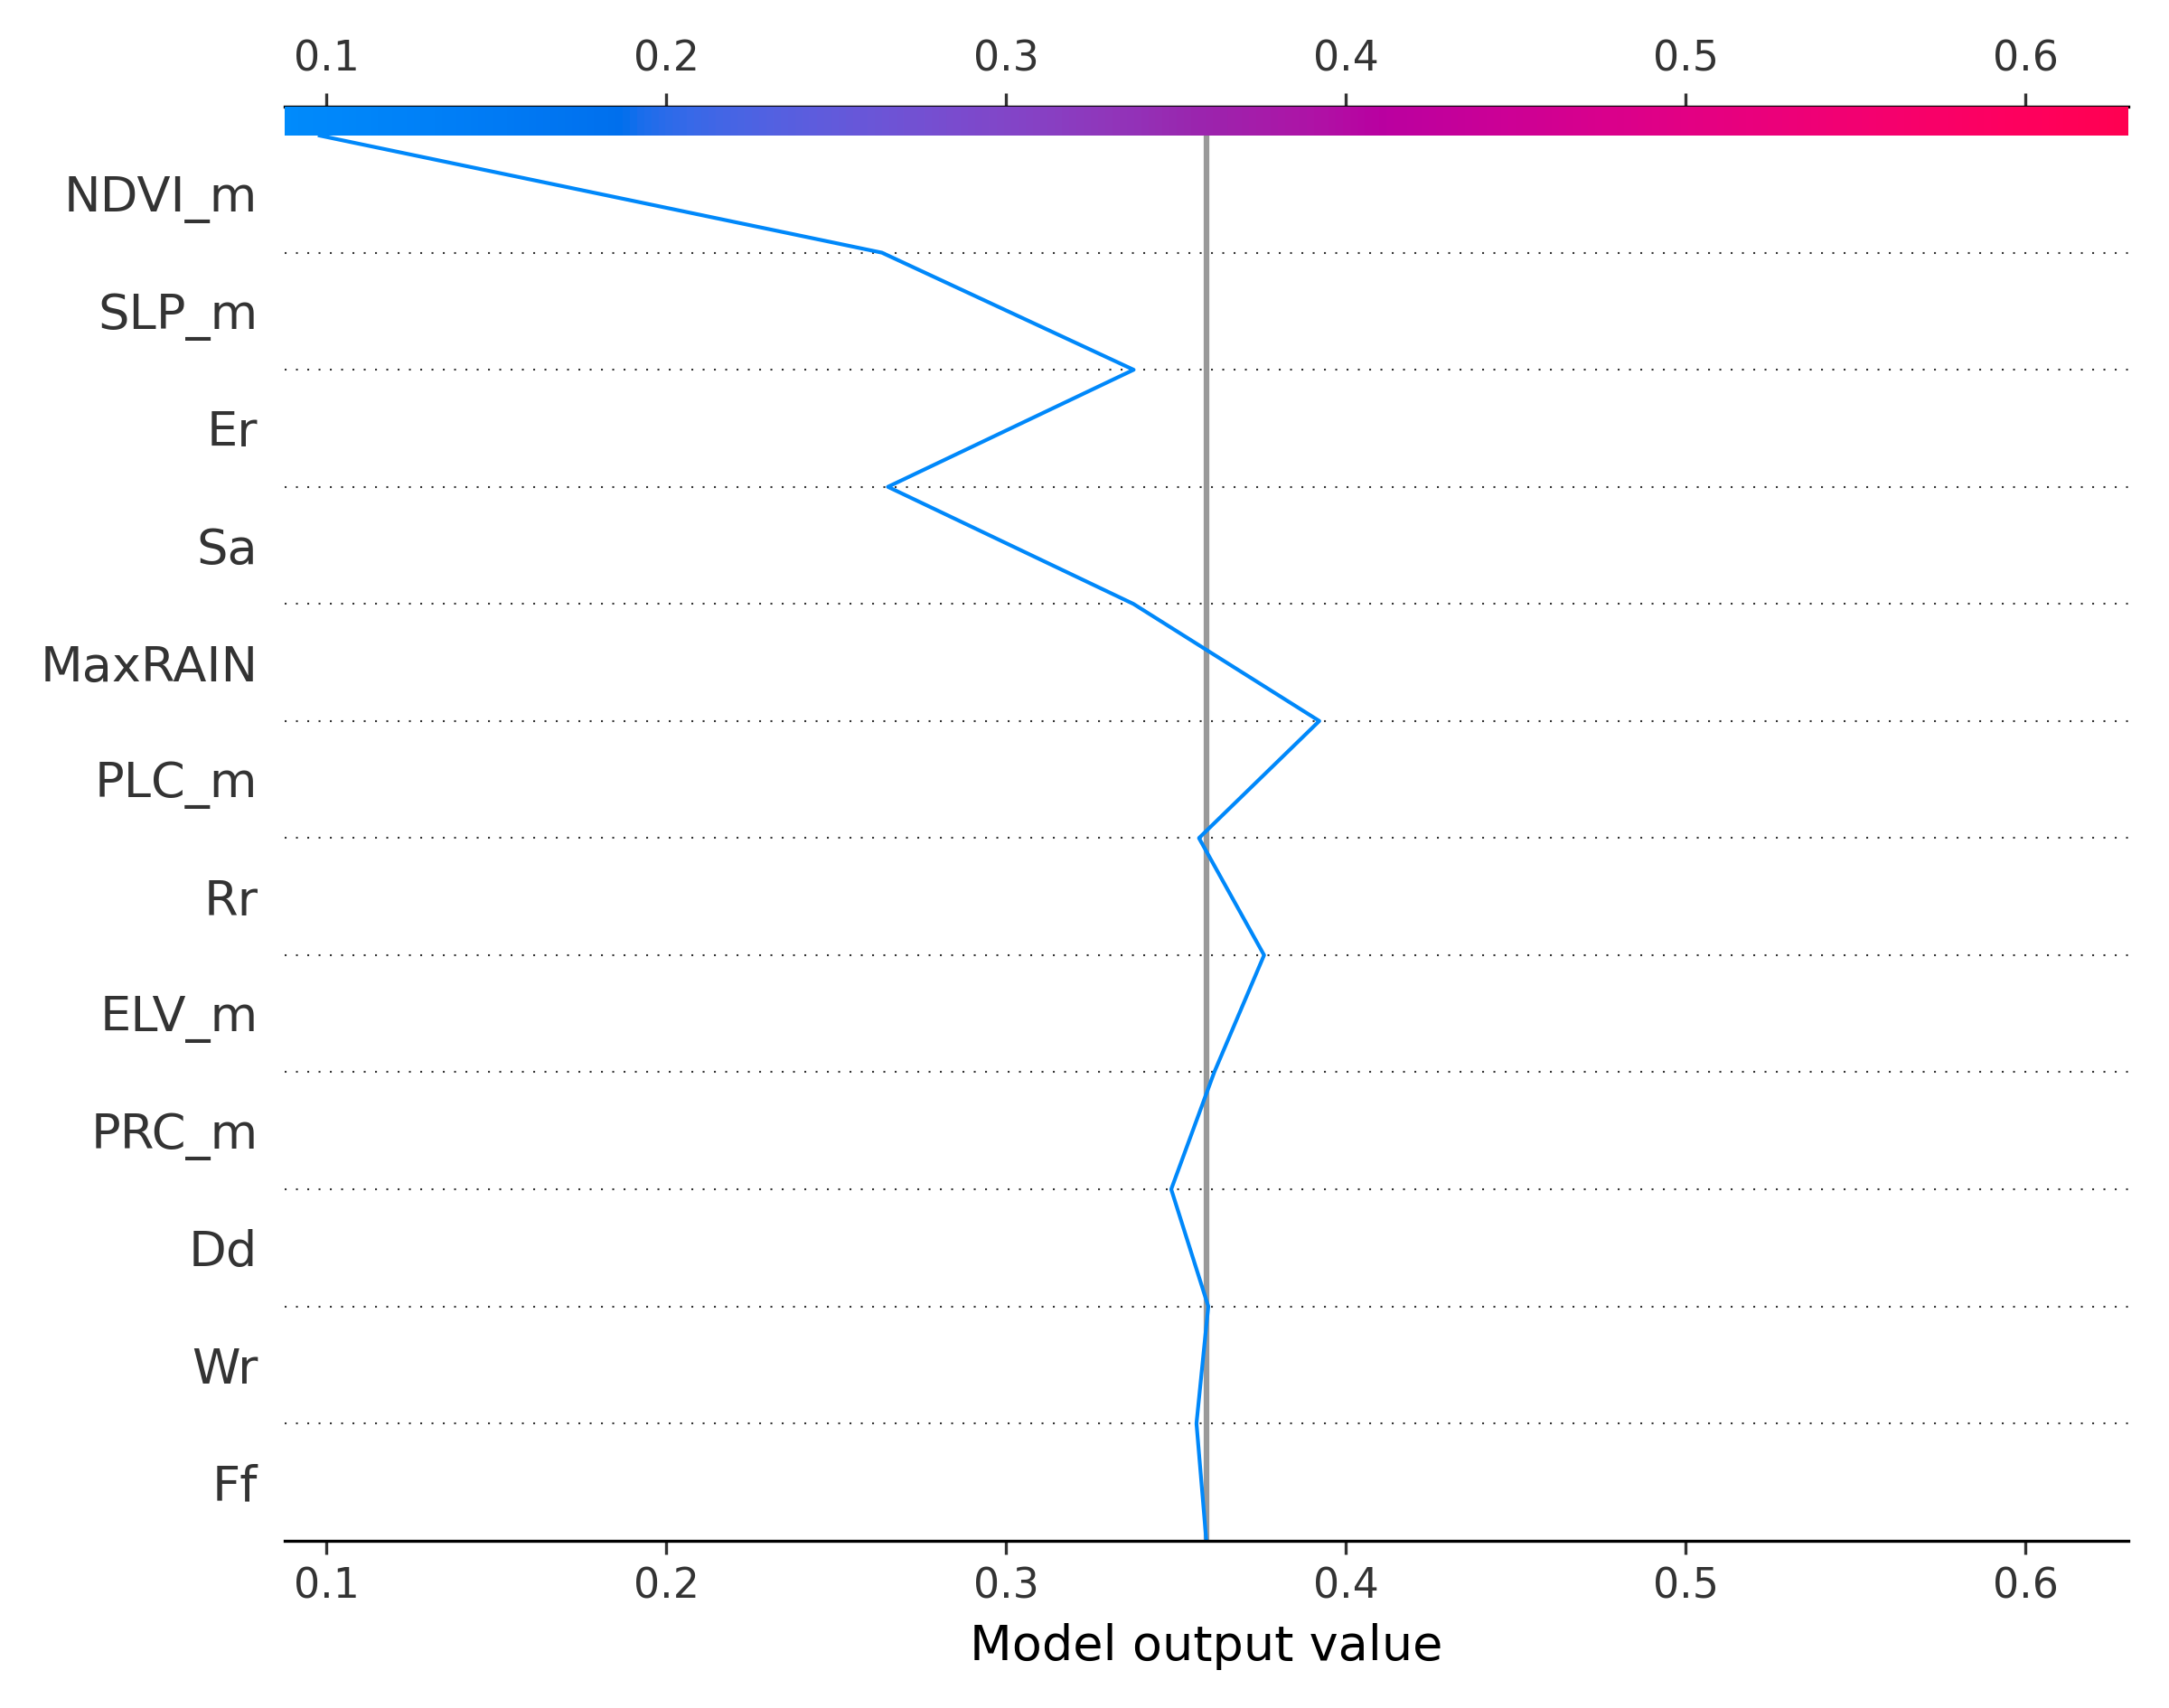 0.1 0.2 0.3 0.4 0.5 0.6
NDVI_m
SLP_m
Er
Sa
MaxRAIN
PLC_m
Rr
ELV_m
PRC_m
Dd
Wr
Ff
0.1 0.2 0.3 0.4 0.5 0.6
Model output value